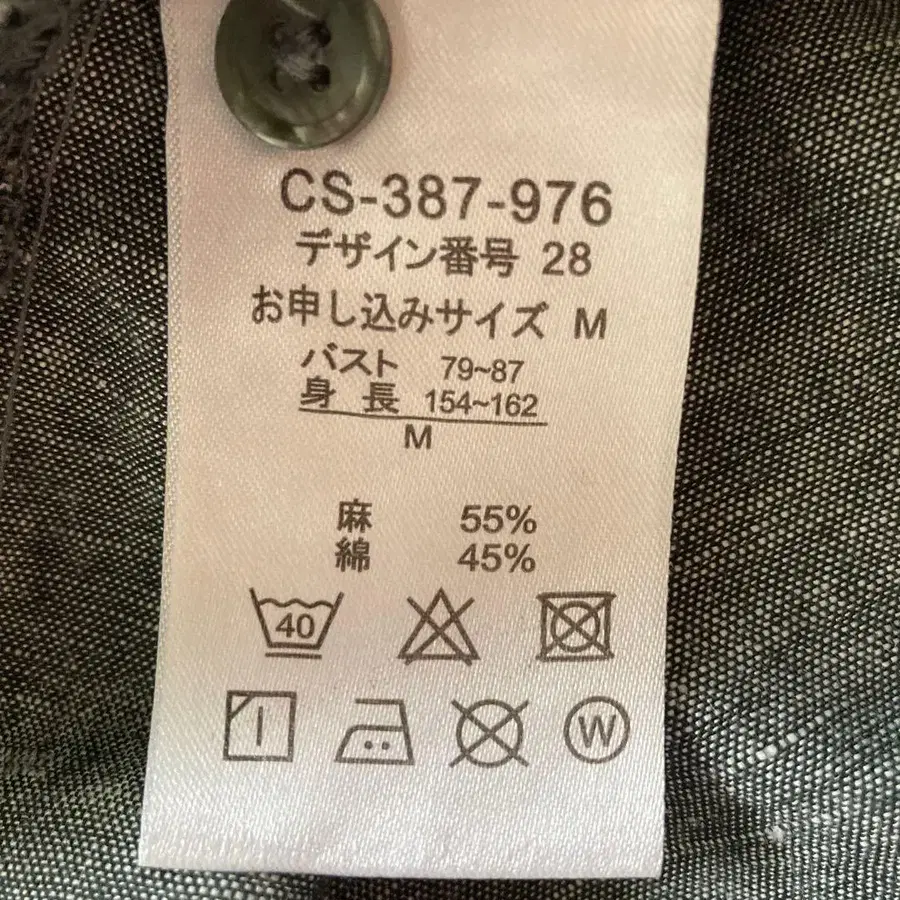 CS-387-976
デザイン番号 28
お申し込みサイズ M
バスト 79~87
身長 154~162
M
麻 55%
綿 45%
40
W